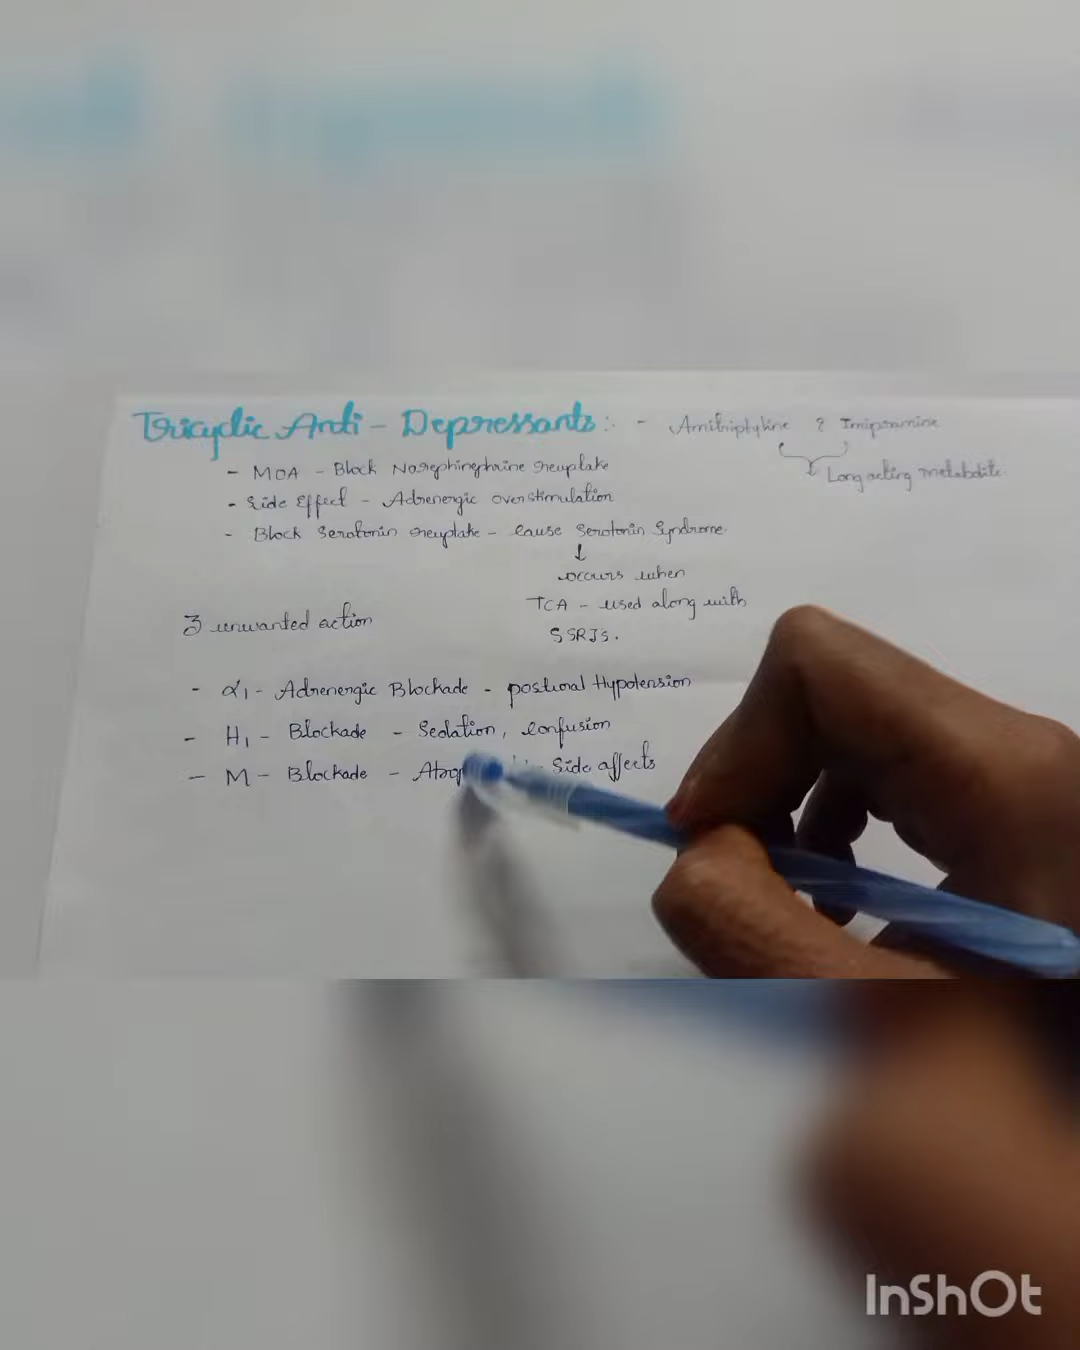 Tricyclic Anti - Depressants :- Amitriptyline ? Imipramine
Long acting metabolite
- MOA - Block Norephinephrine reuptake
- Side Effect - Adrenergic overstimulation
- Block Serotonin reuptake - Cause Serotonin Syndrome
↓
occurs when
TCA - used along with
SSRIs.
3 unwanted action
- α1 - Adrenergic Blockade - postural Hypotension
- H1 - Blockade - Sedation, confusion
- M - Blockade - Side affects
InShOt